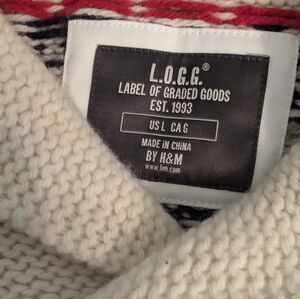 L.O.G.G.®
LABEL OF GRADED GOODS
EST. 1993
US L CA G
MADE IN CHINA
BY H&M
www.hm.com